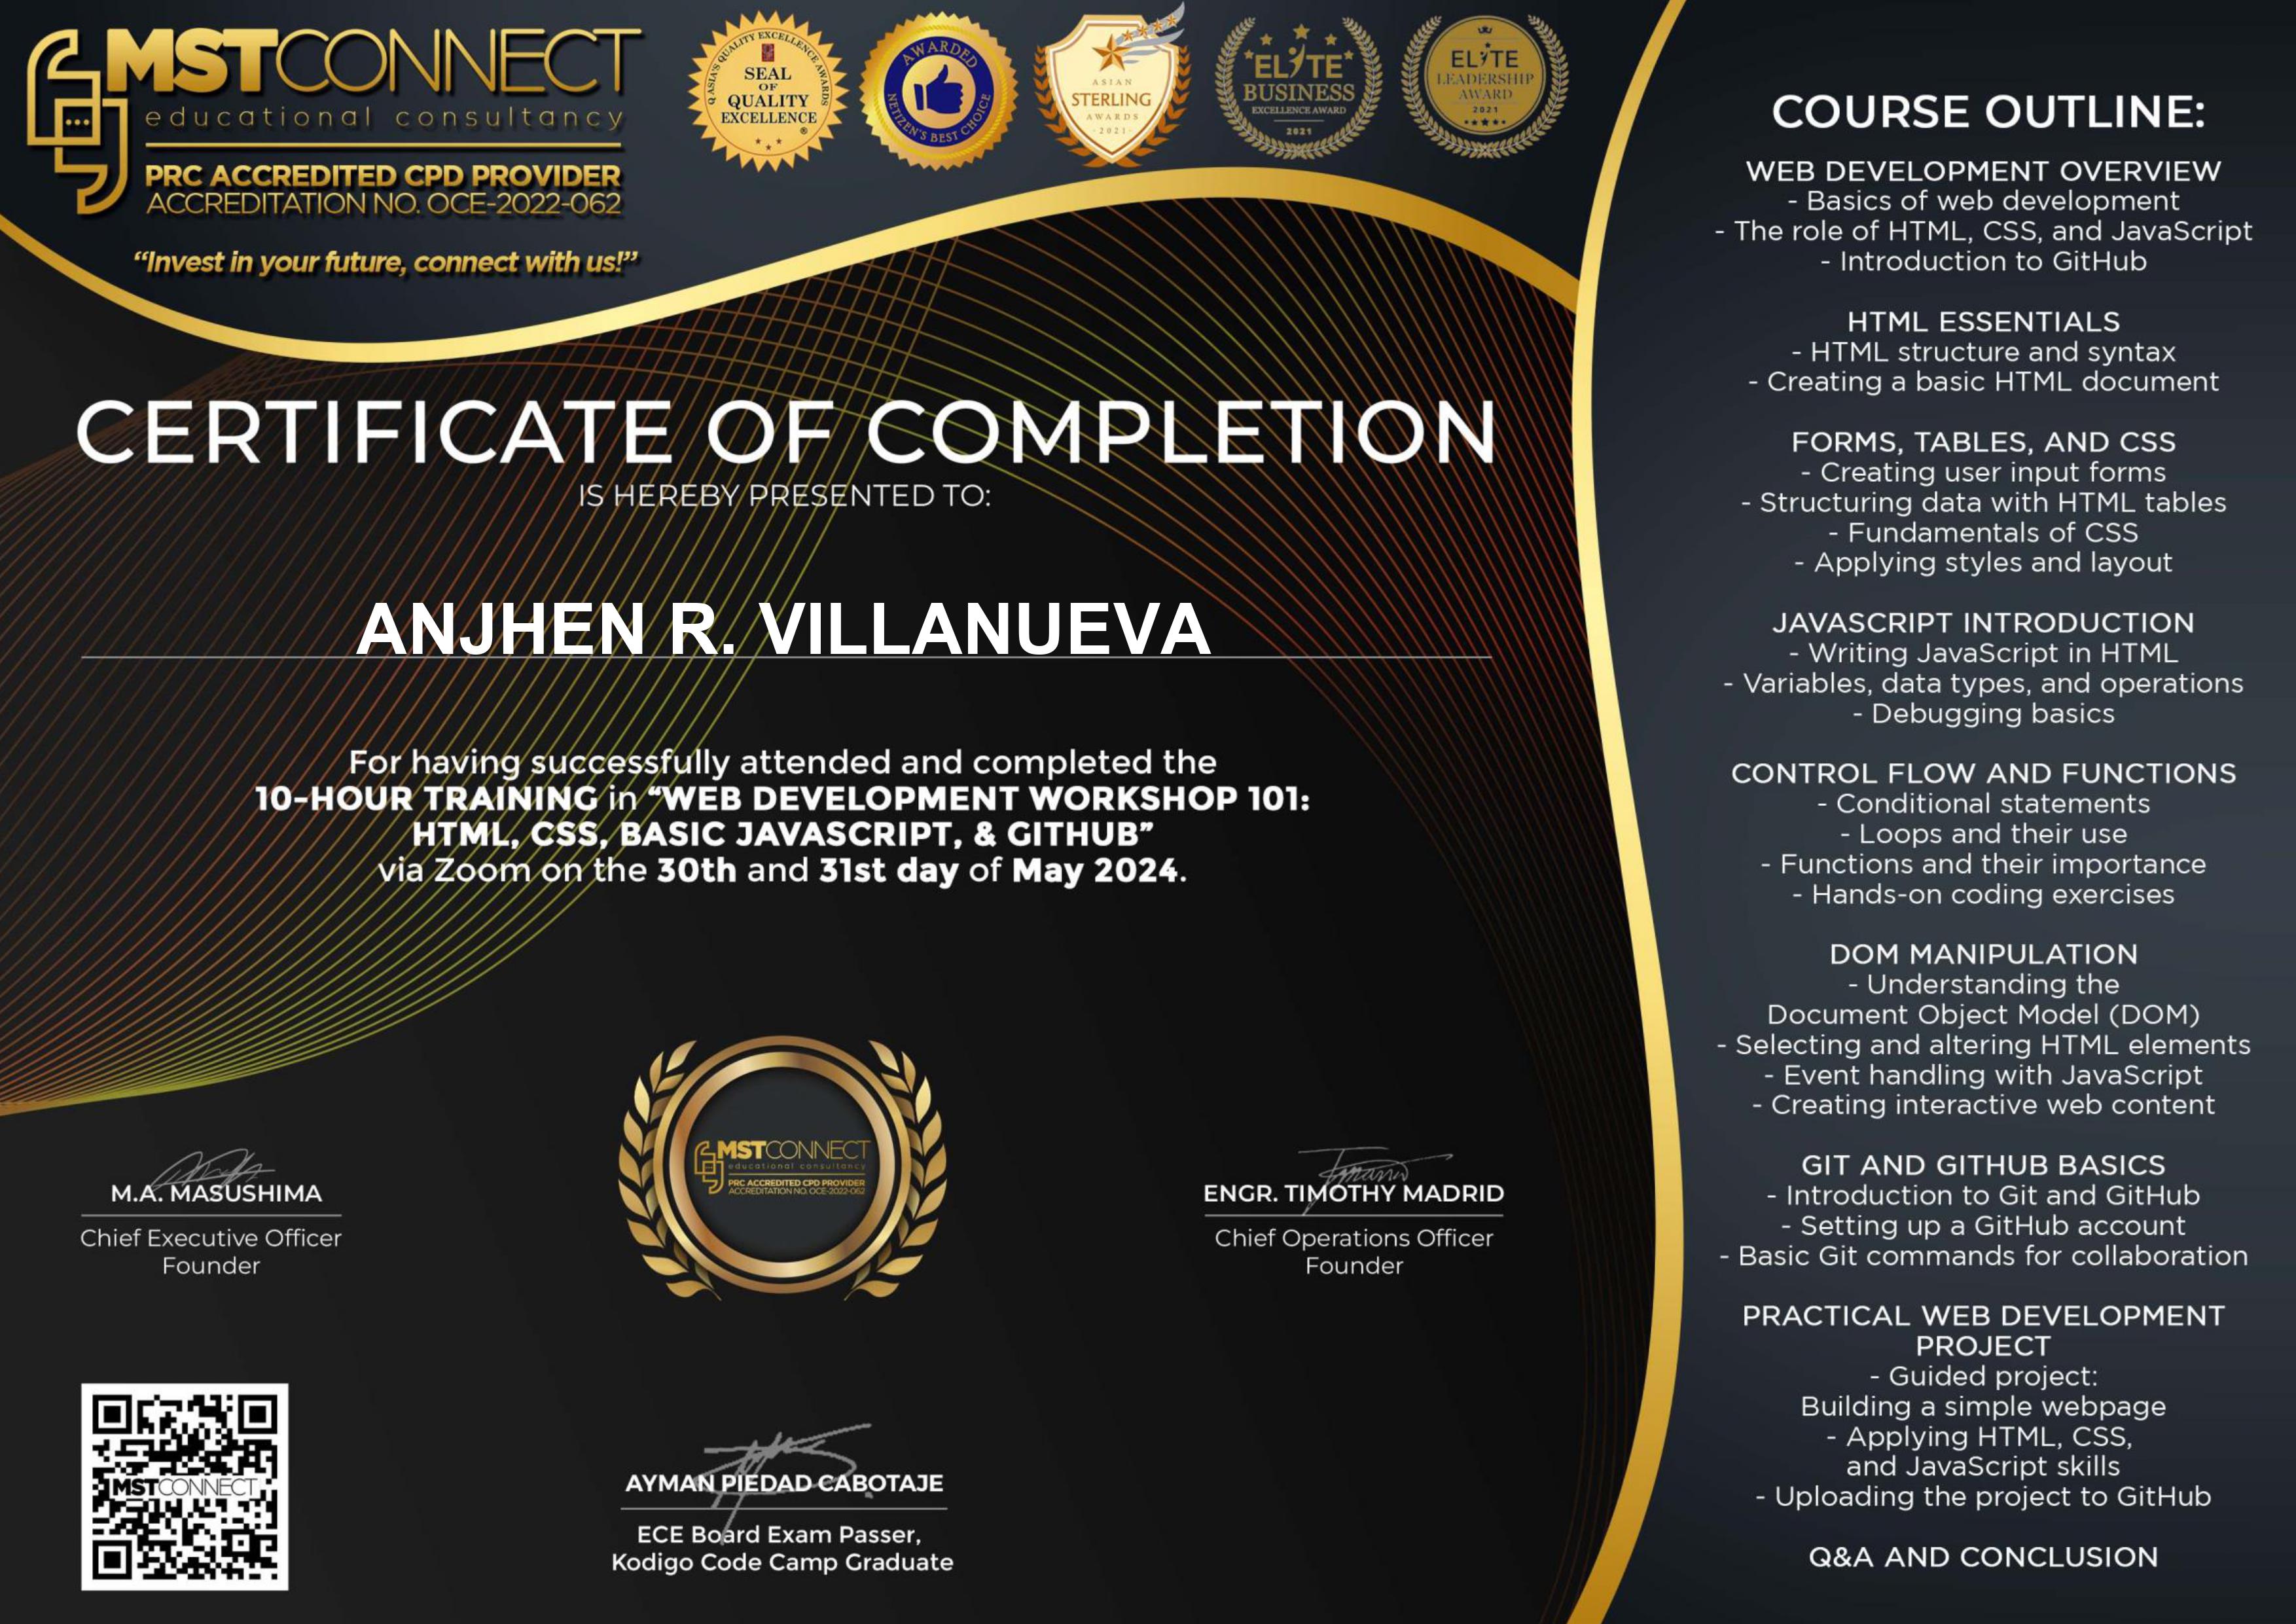 MSTCONNECT
educational consultancy
PRC ACCREDITED CPD PROVIDER
ACCREDITATION NO. OCE-2022-062
“Invest in your future, connect with us!”
ASIA'S QUALITY EXCELLENCE AWARDS
SEAL
OF
QUALITY
EXCELLENCE
®
AWARDED
NETIZEN'S BEST CHOICE
ASIAN
STERLING
AWARDS
· 2021 ·
ELITE
BUSINESS
EXCELLENCE AWARD
2021
ELITE
LEADERSHIP
AWARD
2021
CERTIFICATE OF COMPLETION
IS HEREBY PRESENTED TO:
ANJHEN R. VILLANUEVA
For having successfully attended and completed the
10-HOUR TRAINING in “WEB DEVELOPMENT WORKSHOP 101:
HTML, CSS, BASIC JAVASCRIPT, & GITHUB”
via Zoom on the 30th and 31st day of May 2024.
M.A. MASUSHIMA
Chief Executive Officer
Founder
MSTCONNECT
educational consultancy
PRC ACCREDITED CPD PROVIDER
ACCREDITATION NO. OCE-2022-062
ENGR. TIMOTHY MADRID
Chief Operations Officer
Founder
MSTCONNECT
AYMAN PIEDAD CABOTAJE
ECE Board Exam Passer,
Kodigo Code Camp Graduate
COURSE OUTLINE:
WEB DEVELOPMENT OVERVIEW
- Basics of web development
- The role of HTML, CSS, and JavaScript
- Introduction to GitHub
HTML ESSENTIALS
- HTML structure and syntax
- Creating a basic HTML document
FORMS, TABLES, AND CSS
- Creating user input forms
- Structuring data with HTML tables
- Fundamentals of CSS
- Applying styles and layout
JAVASCRIPT INTRODUCTION
- Writing JavaScript in HTML
- Variables, data types, and operations
- Debugging basics
CONTROL FLOW AND FUNCTIONS
- Conditional statements
- Loops and their use
- Functions and their importance
- Hands-on coding exercises
DOM MANIPULATION
- Understanding the
Document Object Model (DOM)
- Selecting and altering HTML elements
- Event handling with JavaScript
- Creating interactive web content
GIT AND GITHUB BASICS
- Introduction to Git and GitHub
- Setting up a GitHub account
- Basic Git commands for collaboration
PRACTICAL WEB DEVELOPMENT
PROJECT
- Guided project:
Building a simple webpage
- Applying HTML, CSS,
and JavaScript skills
- Uploading the project to GitHub
Q&A AND CONCLUSION